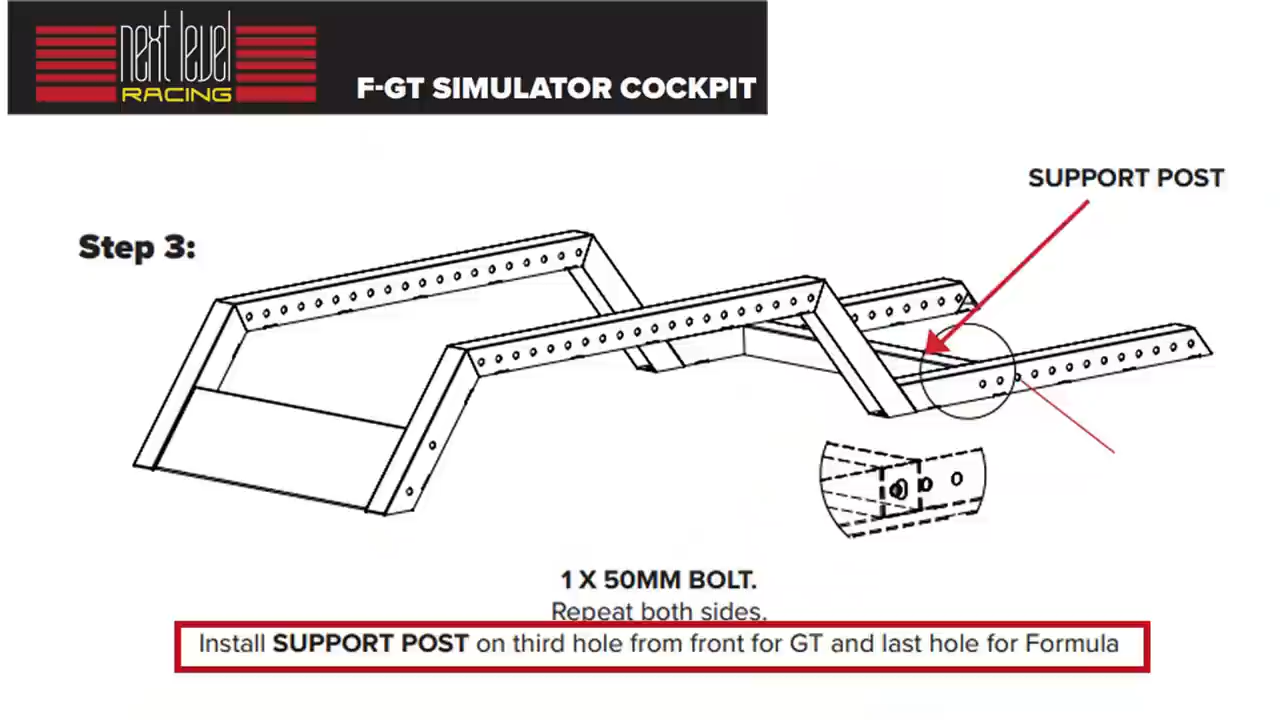 next level
RACING
F-GT SIMULATOR COCKPIT
SUPPORT POST
Step 3:
1 X 50MM BOLT.
Repeat both sides.
Install SUPPORT POST on third hole from front for GT and last hole for Formula